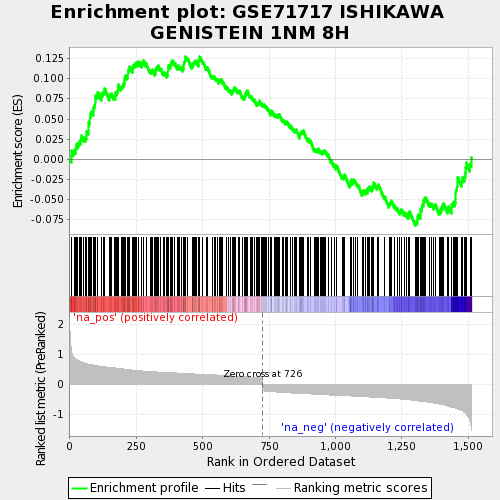 Enrichment plot: GSE71717 ISHIKAWA
GENISTEIN 1NM 8H
Enrichment score (ES)
0.125
0.100
0.075
0.050
0.025
0.000
-0.025
-0.050
-0.075
'na_pos' (positively correlated)
Ranked list metric (PreRanked)
2
1
0
-1
Zero cross at 726
'na_neg' (negatively correlated)
0
250
500
750
1,000
1,250
1,500
Rank in Ordered Dataset
Enrichment profile
Hits
Ranking metric scores